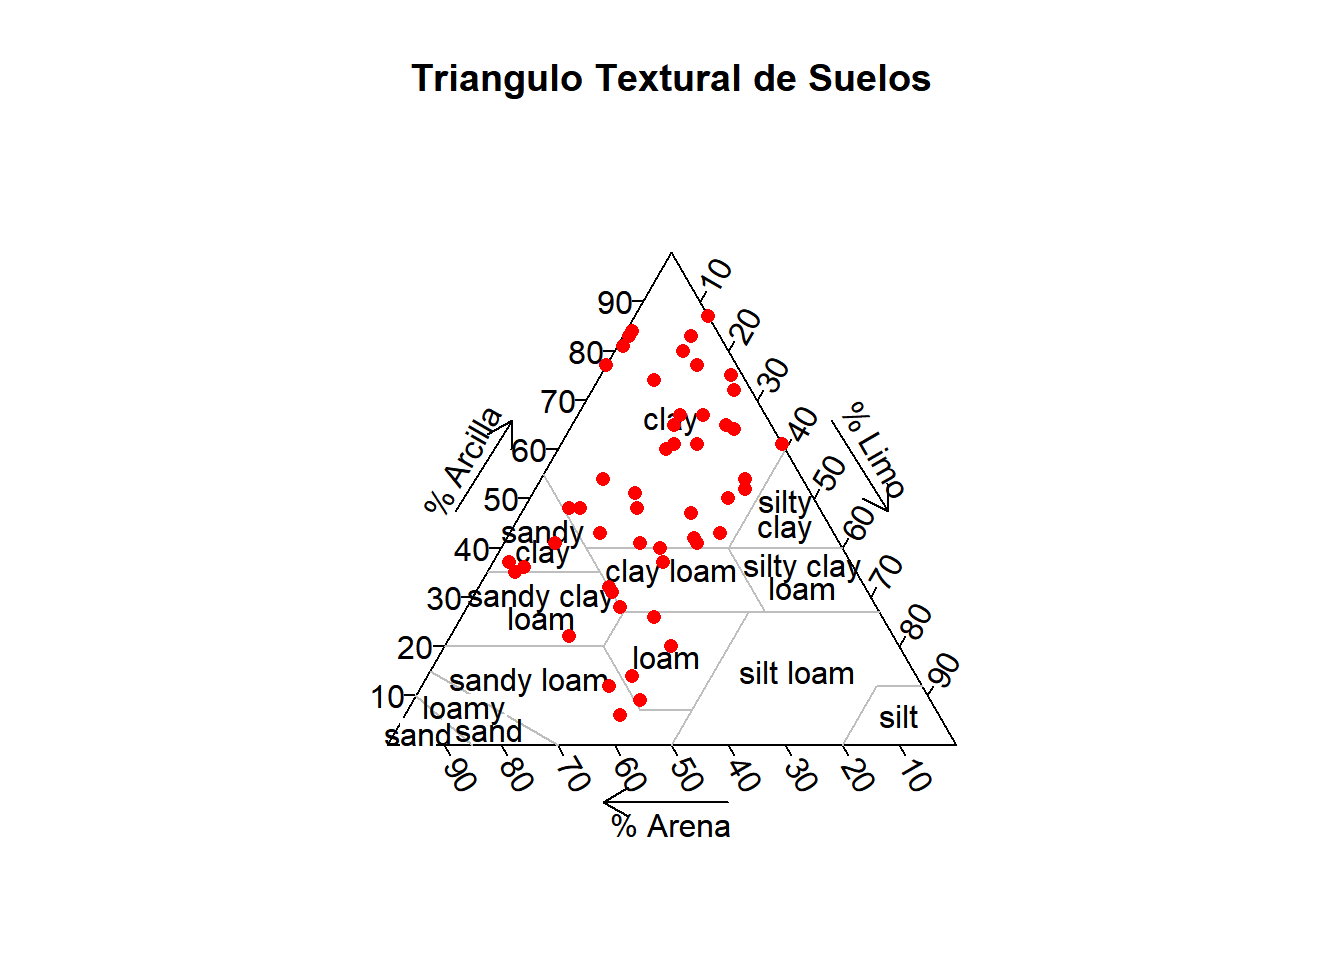 Triangulo Textural de Suelos
10
20
30
40
50
60
70
80
90
90
80
70
60
50
40
30
20
10
% Arcilla
% Limo
clay
silty
clay
sandy
clay
clay loam
silty clay
loam
sandy clay
loam
loam
sandy loam
silt loam
loamy
sand
sand
silt
90
80
70
60
50
40
30
20
10
% Arena